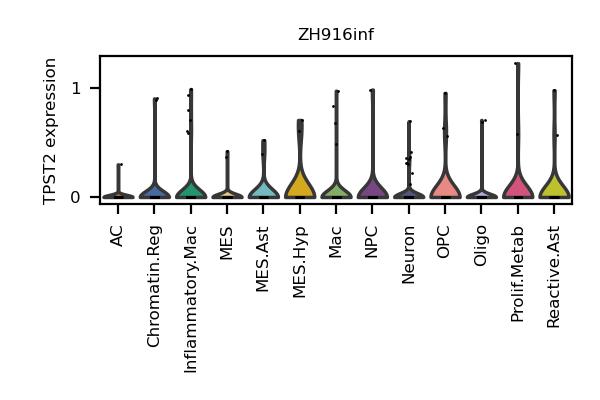 ZH916inf
TPST2 expression
1
0
AC
Chromatin.Reg
Inflammatory.Mac
MES
MES.Ast
MES.Hyp
Mac
NPC
Neuron
OPC
Oligo
Prolif.Metab
Reactive.Ast